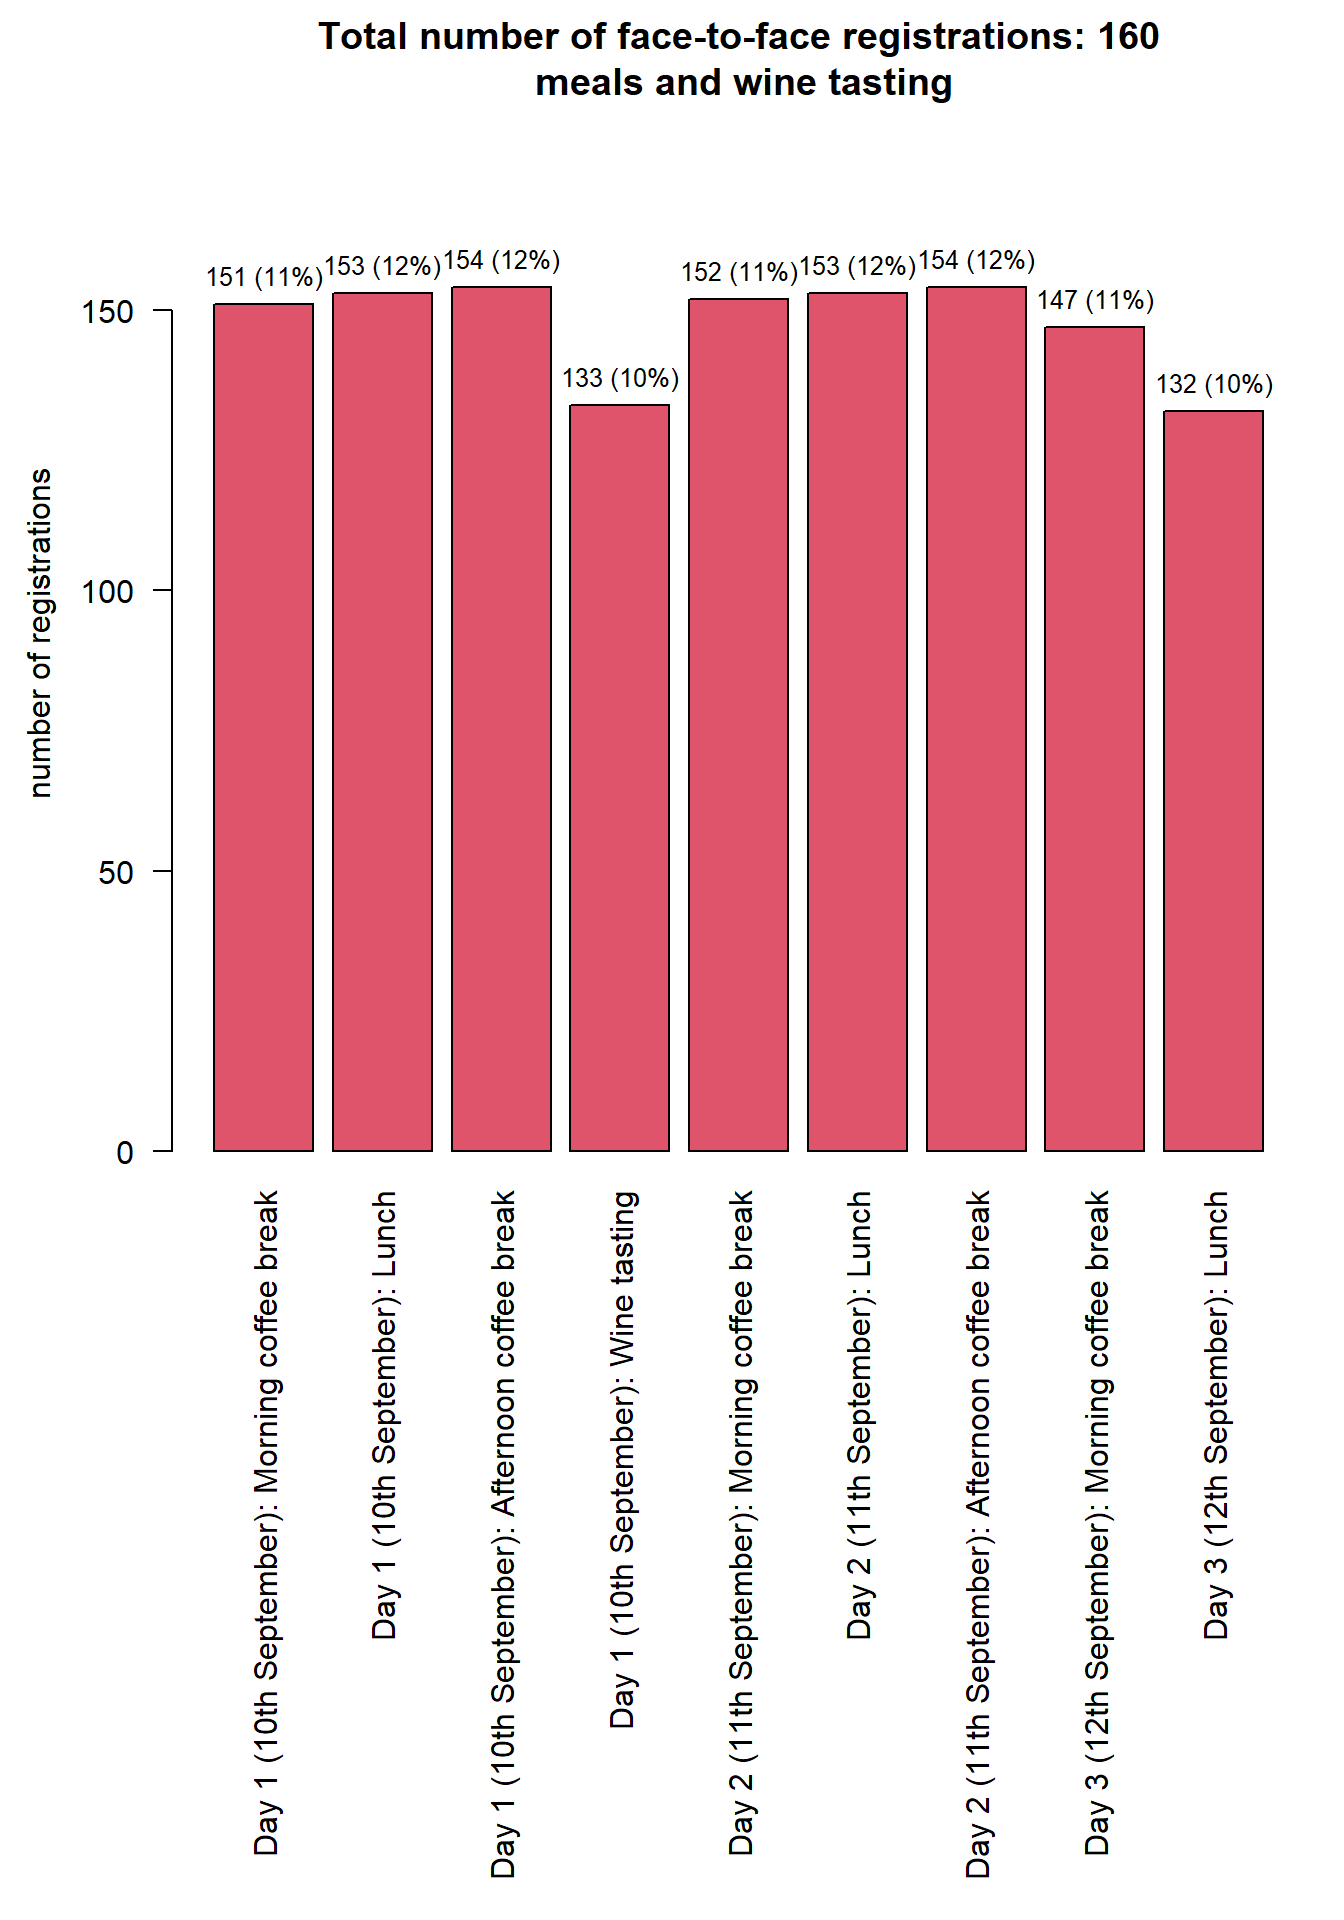 Total number of face-to-face registrations: 160
meals and wine tasting
151 (11%)
153 (12%)
154 (12%)
133 (10%)
152 (11%)
153 (12%)
154 (12%)
147 (11%)
132 (10%)
number of registrations
150
100
50
0
Day 1 (10th September): Morning coffee break
Day 1 (10th September): Lunch
Day 1 (10th September): Afternoon coffee break
Day 1 (10th September): Wine tasting
Day 2 (11th September): Morning coffee break
Day 2 (11th September): Lunch
Day 2 (11th September): Afternoon coffee break
Day 3 (12th September): Morning coffee break
Day 3 (12th September): Lunch